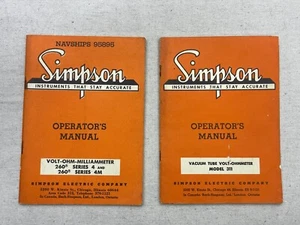 NAVSHIPS 96896
Simpson
INSTRUMENTS THAT STAY ACCURATE
OPERATOR'S
MANUAL
VOLT-OHM-MILLIAMMETER
260® SERIES 4 AND
260® SERIES 4M
SIMPSON ELECTRIC COMPANY
Simpson
INSTRUMENTS THAT STAY ACCURATE
OPERATOR'S
MANUAL
VACUUM TUBE VOLT-OHMMETER
MODEL 311
SIMPSON ELECTRIC COMPANY